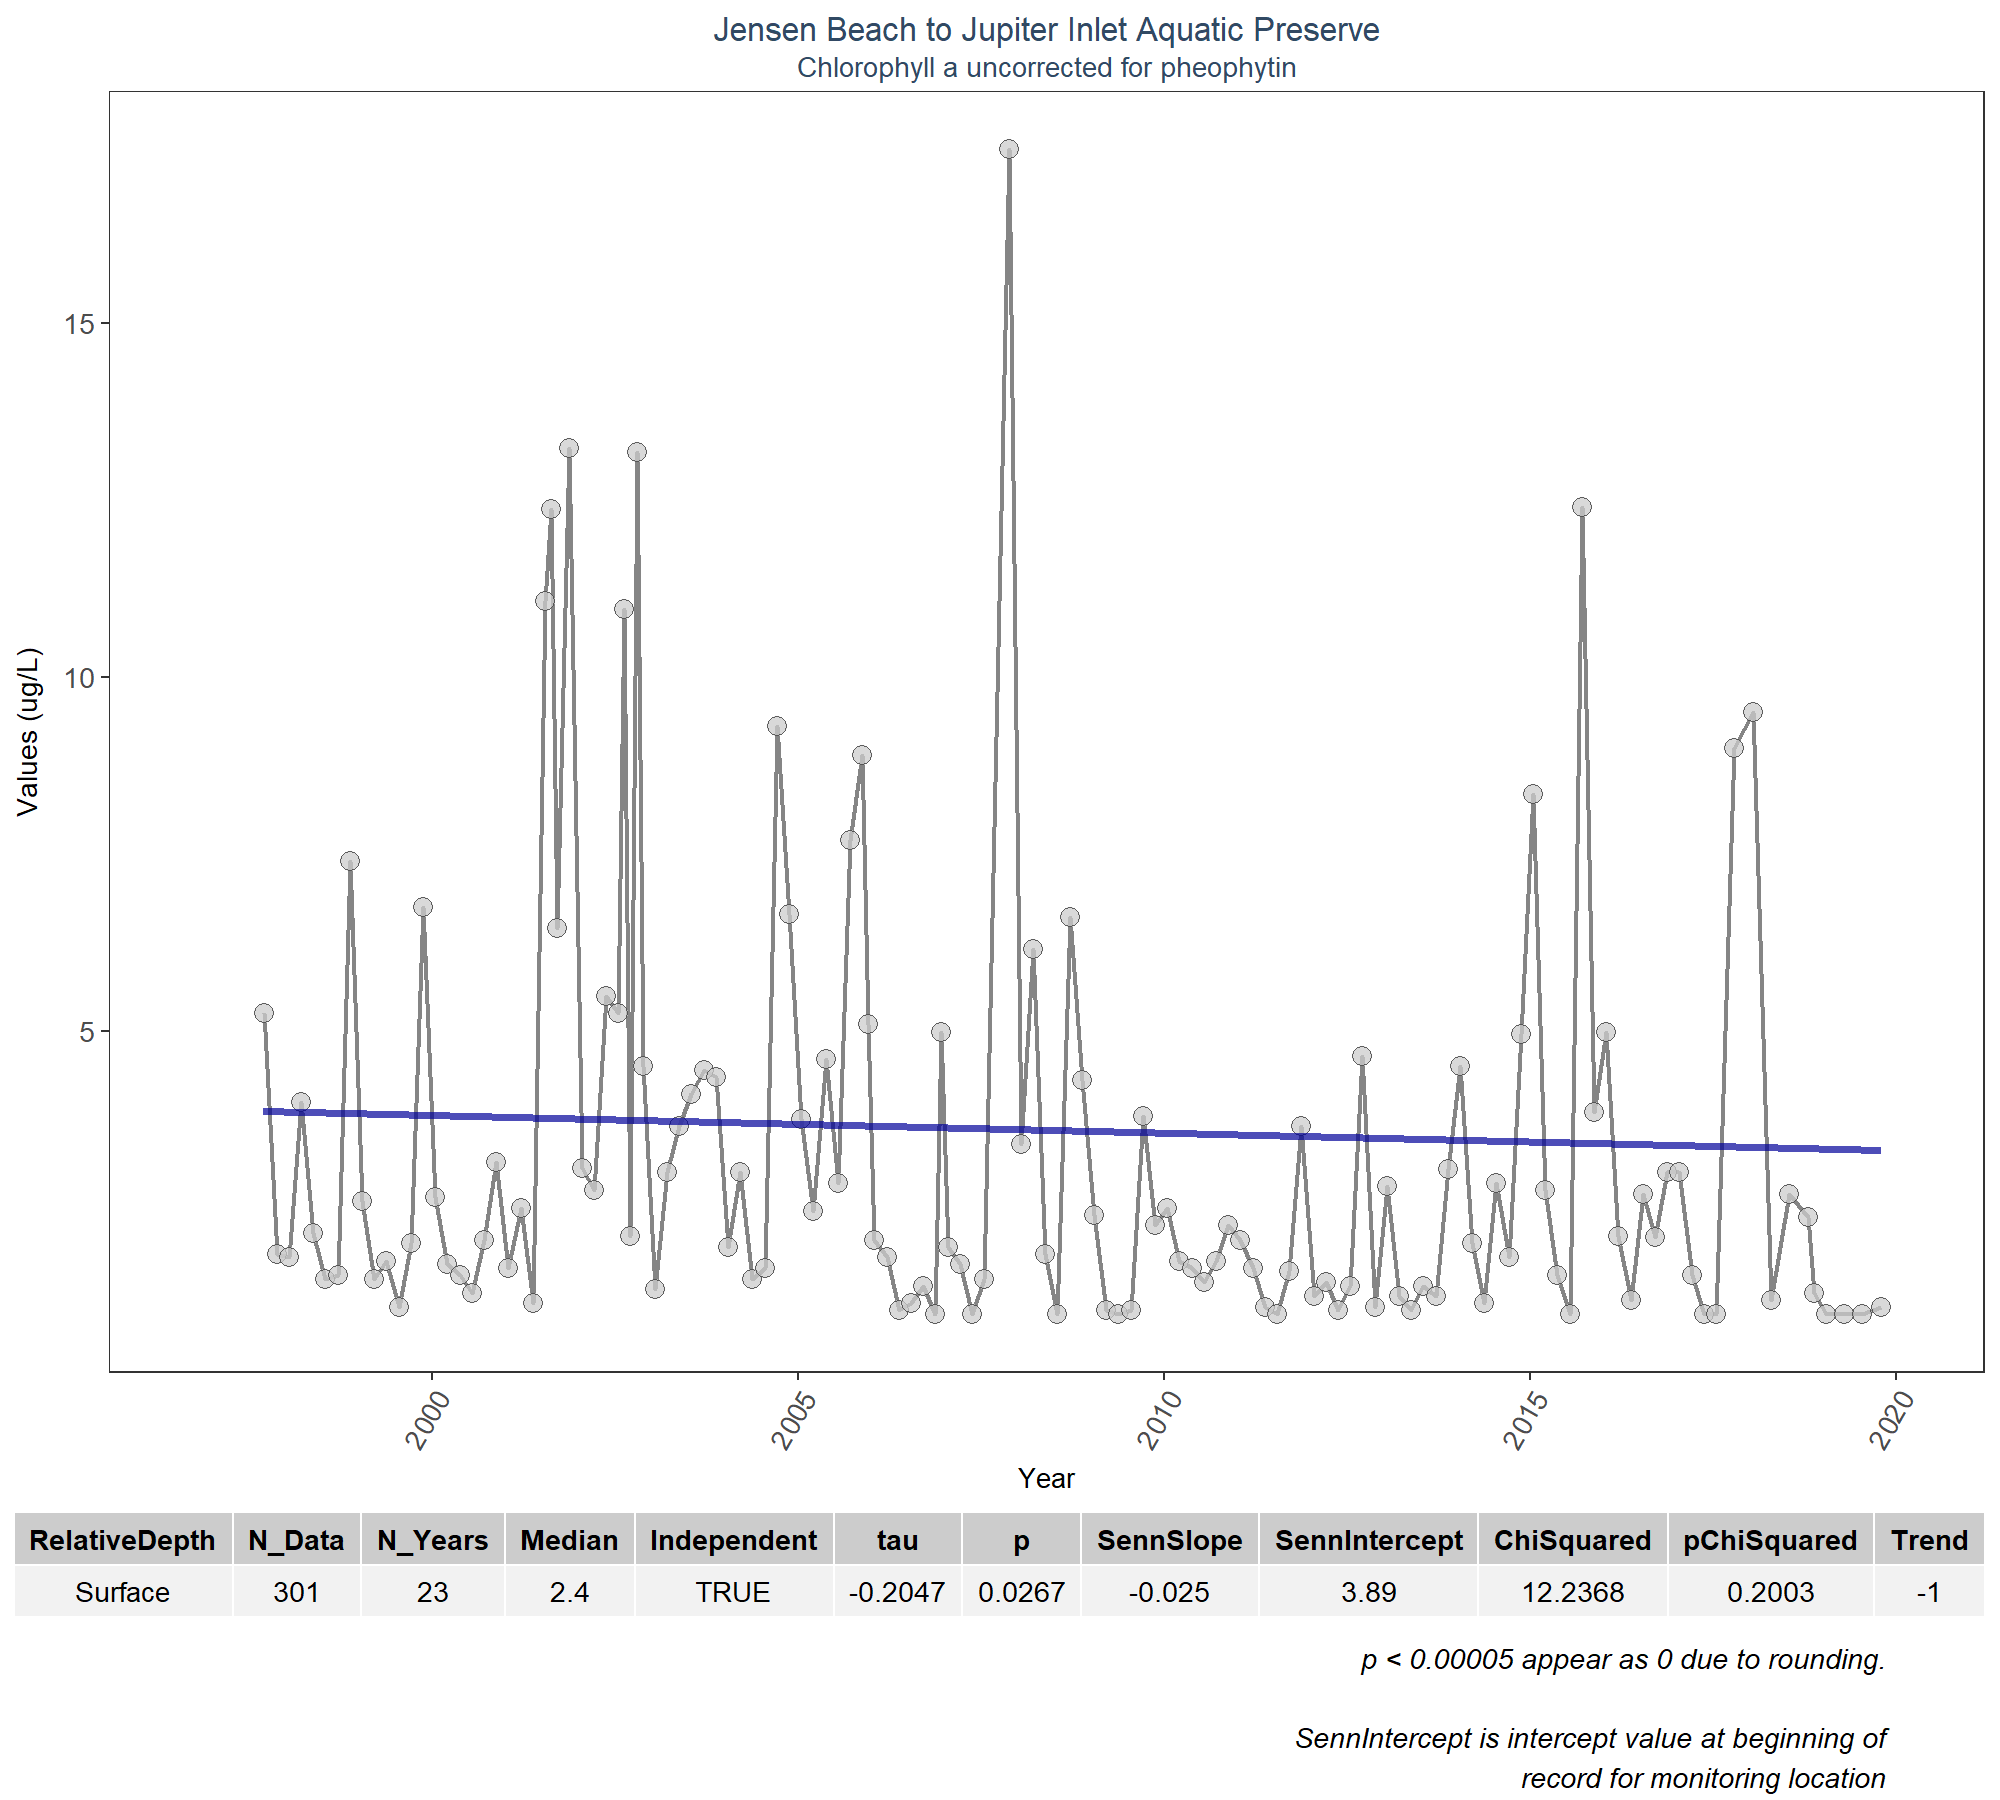 Jensen Beach to Jupiter Inlet Aquatic Preserve
Chlorophyll a uncorrected for pheophytin
Values (ug/L)
15
10
5
2000
2005
2010
2015
2020
Year
RelativeDepth N_Data N_Years Median Independent tau p SennSlope SennIntercept ChiSquared pChiSquared Trend
Surface 301 23 2.4 TRUE -0.2047 0.0267 -0.025 3.89 12.2368 0.2003 -1
p < 0.00005 appear as 0 due to rounding.
SennIntercept is intercept value at beginning of
record for monitoring location